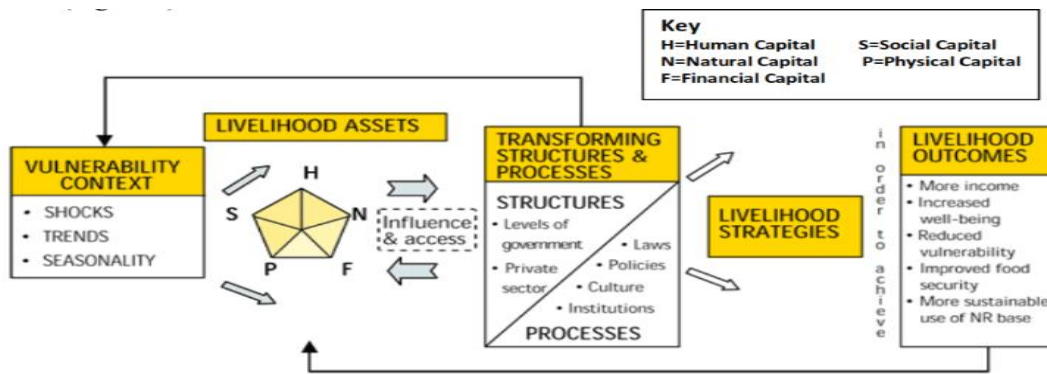 Key
H=Human Capital S=Social Capital
N=Natural Capital P=Physical Capital
F=Financial Capital
LIVELIHOOD ASSETS
VULNERABILITY
CONTEXT
• SHOCKS
• TRENDS
• SEASONALITY
H
S
N
P
F
Influence
& access
TRANSFORMING
STRUCTURES &
PROCESSES
STRUCTURES
• Levels of
government
• Private
sector
• Laws
• Policies
• Culture
• Institutions
PROCESSES
LIVELIHOOD
STRATEGIES
in order to achieve
LIVELIHOOD
OUTCOMES
• More income
• Increased
well-being
• Reduced
vulnerability
• Improved food
security
• More sustainable
use of NR base